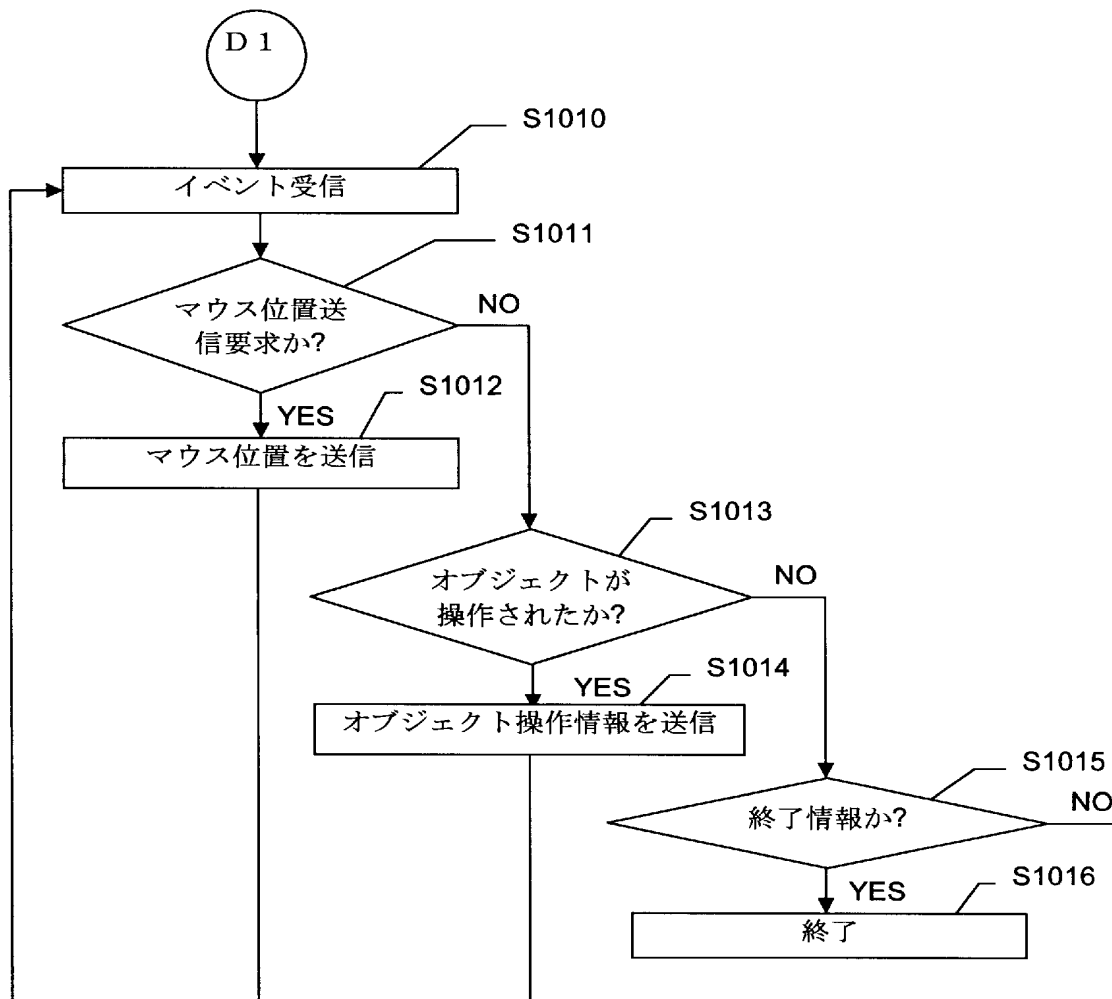 D 1
S1010
イベント受信
S1011
マウス位置送
信要求か?
NO
YES
S1012
マウス位置を送信
S1013
オブジェクトが
操作されたか?
NO
YES
S1014
オブジェクト操作情報を送信
S1015
終了情報か?
NO
YES
S1016
終了